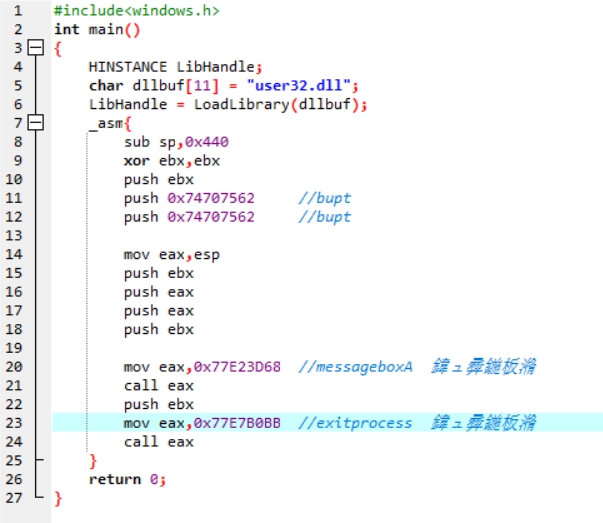 1 #include<windows.h>
2 int main()
3 {
4 HINSTANCE LibHandle;
5 char dllbuf[11] = "user32.dll";
6 LibHandle = LoadLibrary(dllbuf);
7 _asm{
8 sub sp,0x440
9 xor ebx,ebx
10 push ebx
11 push 0x74707562 //bupt
12 push 0x74707562 //bupt
13
14 mov eax,esp
15 push ebx
16 push eax
17 push eax
18 push ebx
19
20 mov eax,0x77E23D68 //messageboxA 鍏ュ彛鍦板潃
21 call eax
22 push ebx
23 mov eax,0x77E7B0BB //exitprocess 鍏ュ彛鍦板潃
24 call eax
25 }
26 return 0;
27 }